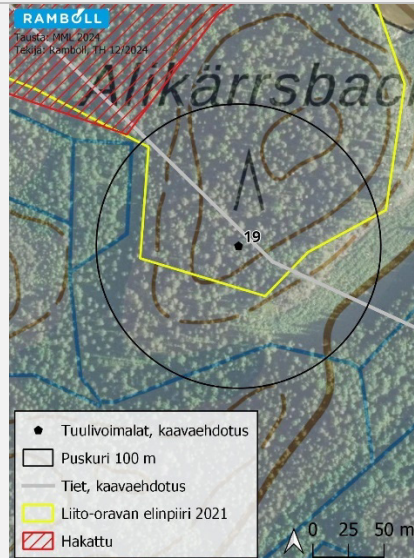 RAMBOLL
Tausta: MML 2024
Tekijä: Ramboll, TH 12/2024
Alikärrsbac
19
Tuulivoimalat, kaavaehdotus
Puskuri 100 m
Tiet, kaavaehdotus
Liito-oravan elinpiiri 2021
Hakattu
0 25 50 m